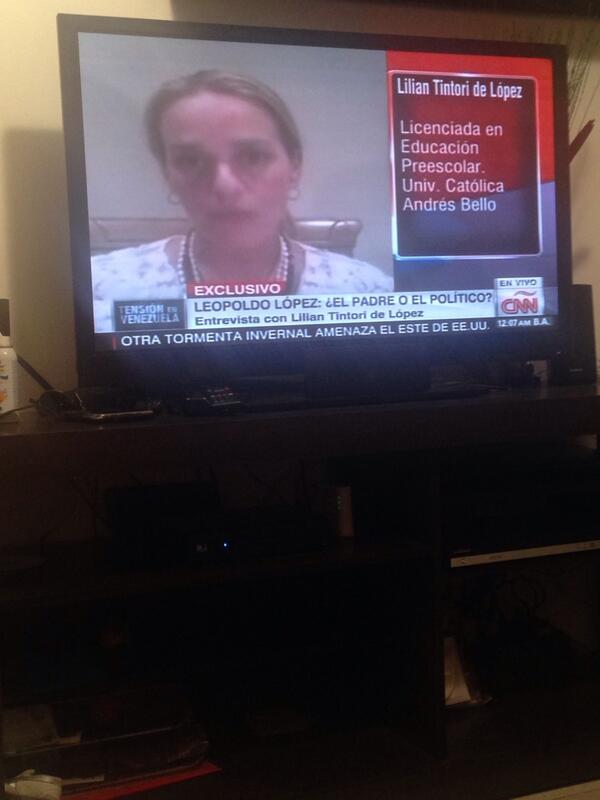 Lilian Tintori de López
Licenciada en
Educación
Preescolar.
Univ. Católica
Andrés Bello
EXCLUSIVO
TENSIÓN EN
VENEZUELA
LEOPOLDO LÓPEZ: ¿EL PADRE O EL POLÍTICO?
Entrevista con Lilian Tintori de López
EN VIVO
CNN
12:07 AM B.A.
OTRA TORMENTA INVERNAL AMENAZA EL ESTE DE EE.UU.